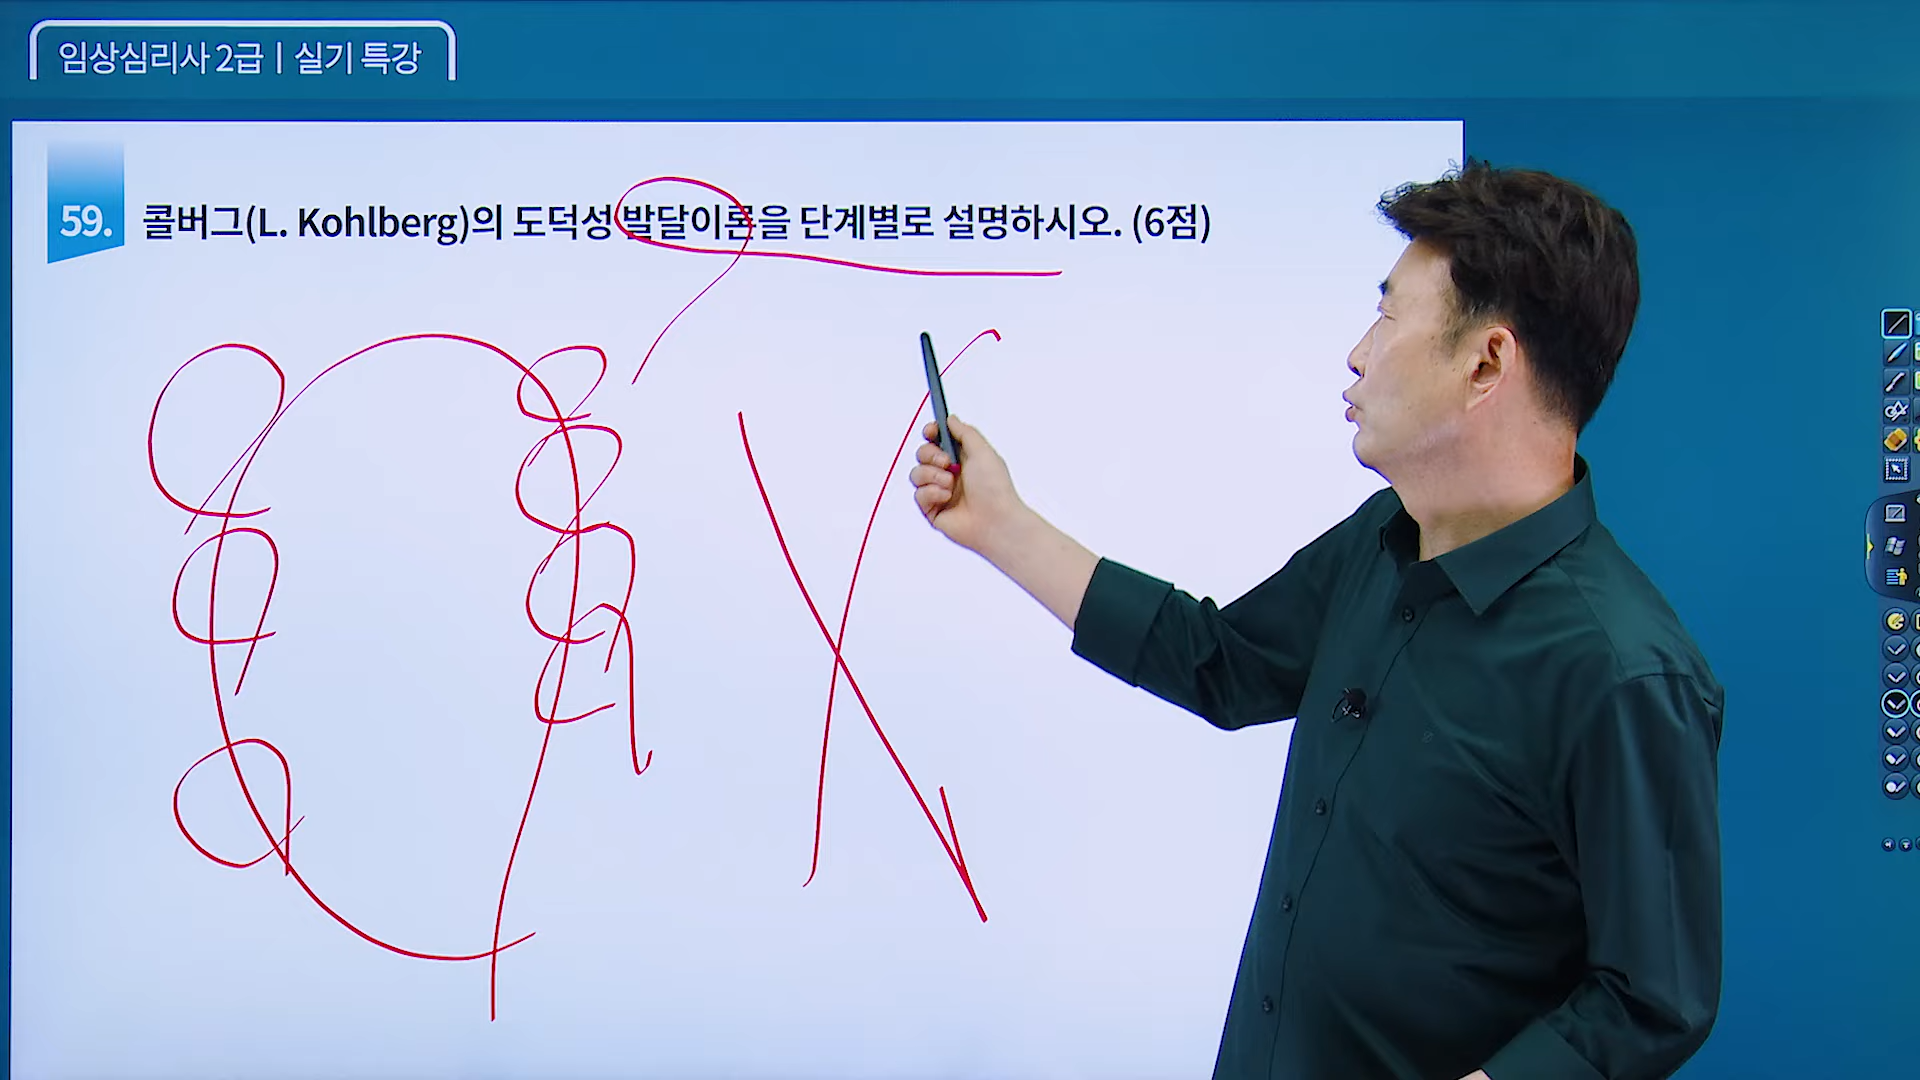 임상심리사 2급 | 실기 특강
59. 콜버그(L. Kohlberg)의 도덕성 발달이론을 단계별로 설명하시오. (6점)